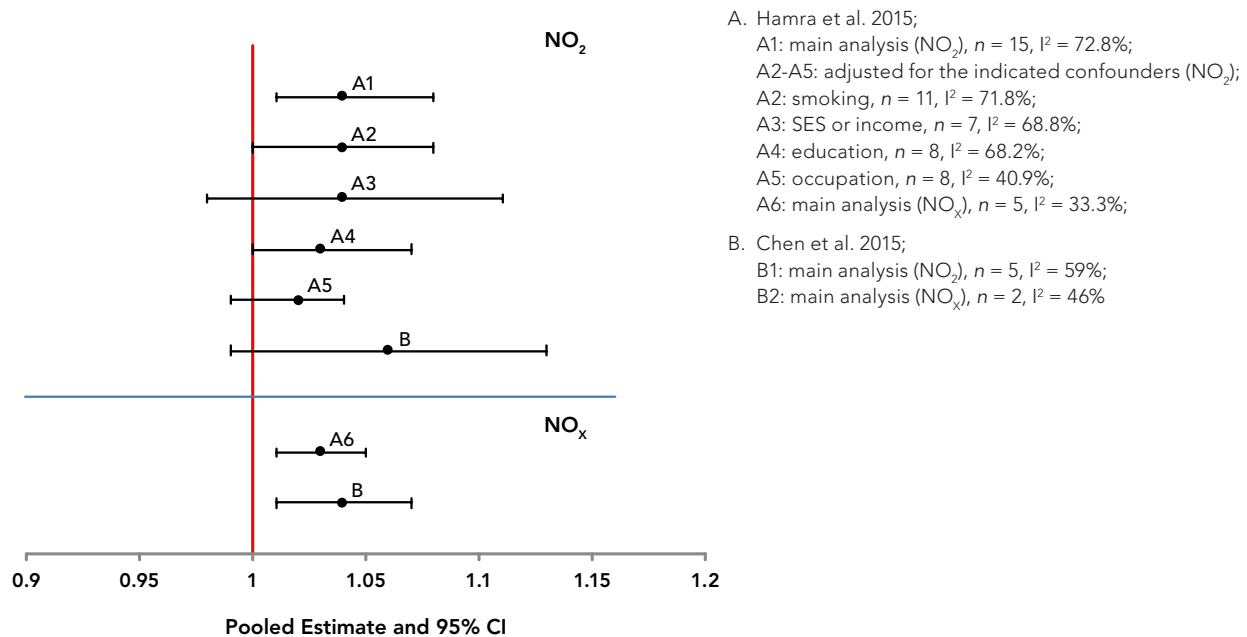 NO₂
A1
A2
A3
A4
A5
B
NOₓ
A6
B
0.9 0.95 1 1.05 1.1 1.15 1.2
Pooled Estimate and 95% CI
A. Hamra et al. 2015;
A1: main analysis (NO₂), n = 15, I² = 72.8%;
A2-A5: adjusted for the indicated confounders (NO₂);
A2: smoking, n = 11, I² = 71.8%;
A3: SES or income, n = 7, I² = 68.8%;
A4: education, n = 8, I² = 68.2%;
A5: occupation, n = 8, I² = 40.9%;
A6: main analysis (NOₓ), n = 5, I² = 33.3%;
B. Chen et al. 2015;
B1: main analysis (NO₂), n = 5, I² = 59%;
B2: main analysis (NOₓ), n = 2, I² = 46%